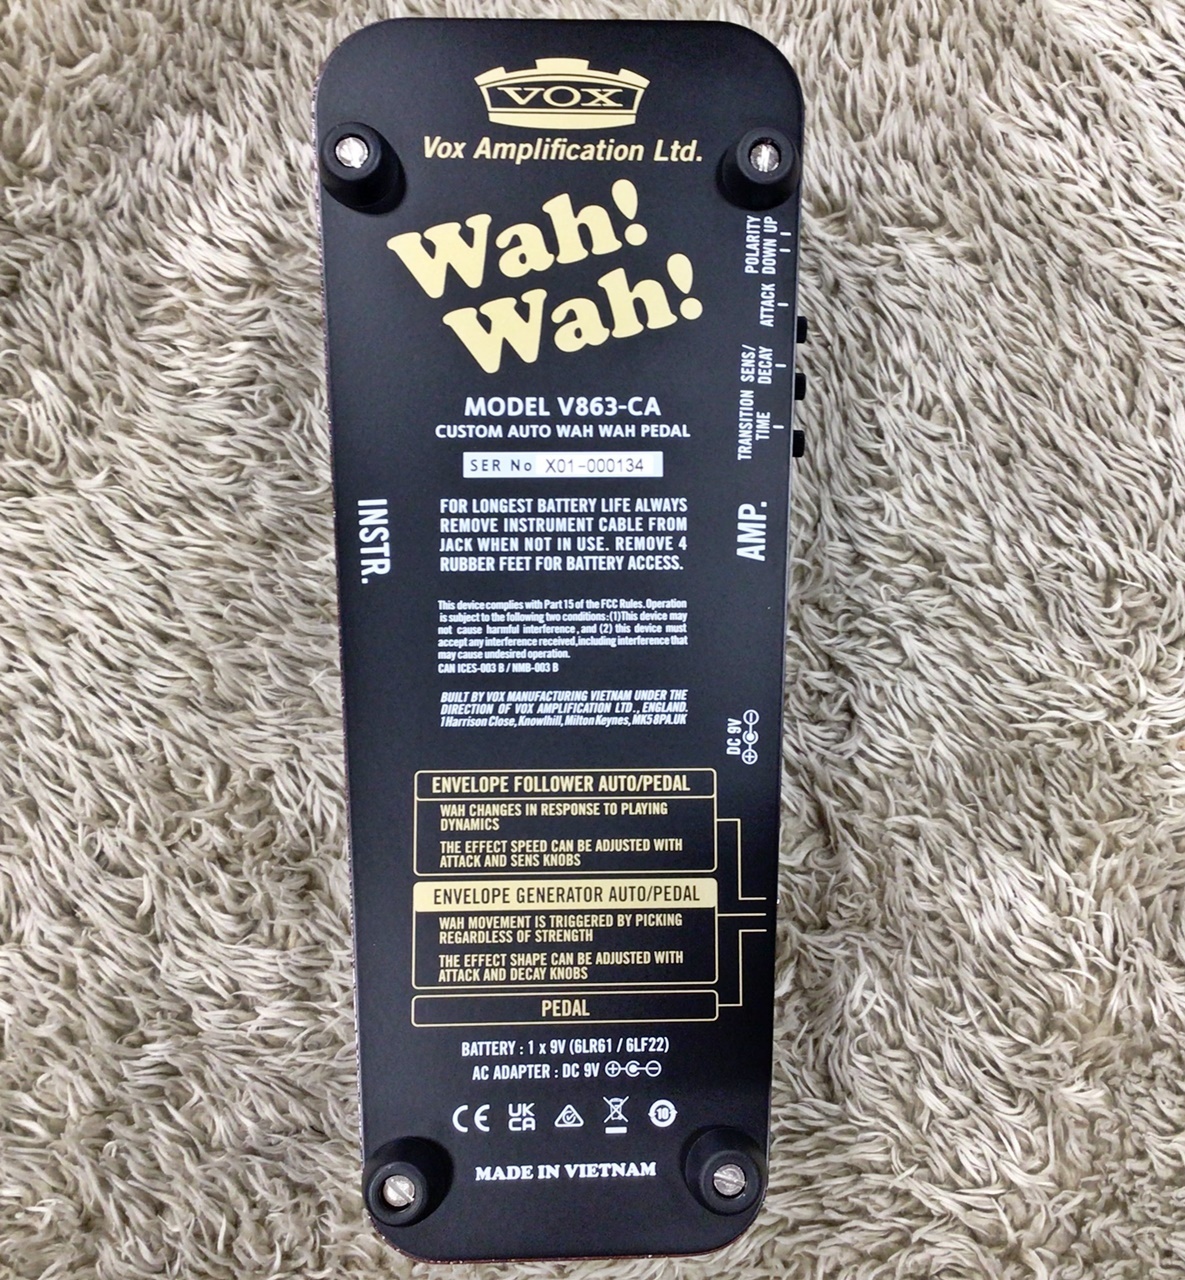 VOX
Vox Amplification Ltd.
Wah!
Wah!
MODEL V863-CA
CUSTOM AUTO WAH WAH PEDAL
SER No X01-000134
FOR LONGEST BATTERY LIFE ALWAYS
REMOVE INSTRUMENT CABLE FROM
JACK WHEN NOT IN USE. REMOVE 4
RUBBER FEET FOR BATTERY ACCESS.
This device complies with Part 15 of the FCC Rules. Operation
is subject to the following two conditions: (1) This device may
not cause harmful interference, and (2) this device must
accept any interference received, including interference that
may cause undesired operation.
CAN ICES-003 B / NMB-003 B
BUILT BY VOX MANUFACTURING VIETNAM UNDER THE
DIRECTION OF VOX AMPLIFICATION LTD., ENGLAND.
1 Harrison Close, Knowlhill, Milton Keynes, MK5 8PA.UK
POLARITY
DOWN UP
ATTACK
SENS/
DECAY
TRANSITION
TIME
INSTR.
AMP.
DC 9V
ENVELOPE FOLLOWER AUTO/PEDAL
WAH CHANGES IN RESPONSE TO PLAYING
DYNAMICS
THE EFFECT SPEED CAN BE ADJUSTED WITH
ATTACK AND SENS KNOBS
ENVELOPE GENERATOR AUTO/PEDAL
WAH MOVEMENT IS TRIGGERED BY PICKING
REGARDLESS OF STRENGTH
THE EFFECT SHAPE CAN BE ADJUSTED WITH
ATTACK AND DECAY KNOBS
PEDAL
BATTERY : 1 x 9V (6LR61 / 6LF22)
AC ADAPTER : DC 9V
CE UK CA 10
MADE IN VIETNAM